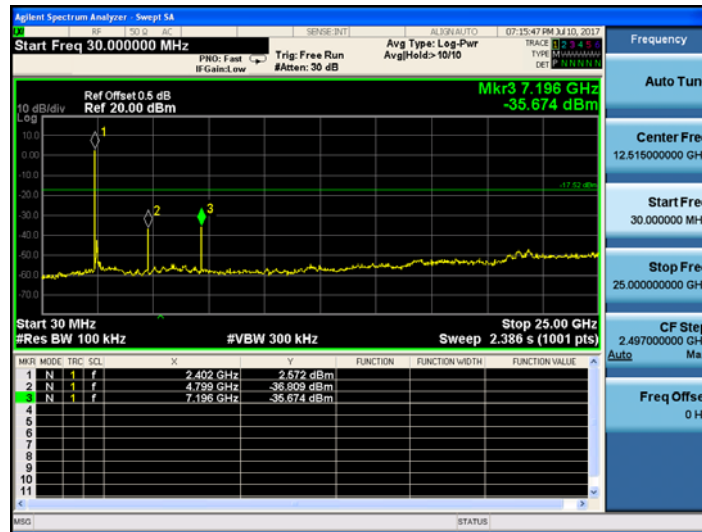 Agilent Spectrum Analyzer - Swept SA
RF 50 Ω AC SENSE:INT ALIGNAUTO 07:15:47 PM Jul 10, 2017
Start Freq 30.000000 MHz
PNO: Fast
IFGain:Low
Trig: Free Run
#Atten: 30 dB
Avg Type: Log-Pwr
Avg|Hold:>10/10
TRACE 1 2 3 4 5 6
TYPE
DET P N N N N N
Ref Offset 0.5 dB
Ref 20.00 dBm
10 dB/div
Log
Mkr3 7.196 GHz
-35.674 dBm
10.0
0.00
-10.0
-20.0
-30.0
-40.0
-50.0
-60.0
-70.0
1
2
3
-17.52 dBm
Start 30 MHz
#Res BW 100 kHz
#VBW 300 kHz
Stop 25.00 GHz
Sweep 2.386 s (1001 pts)
MKR MODE TRC SCL X Y FUNCTION FUNCTION WIDTH FUNCTION VALUE
1 N 1 f 2.402 GHz 2.572 dBm
2 N 1 f 4.799 GHz -36.809 dBm
3 N 1 f 7.196 GHz -35.674 dBm
4
5
6
7
8
9
10
11
MSG STATUS
Frequency
Auto Tun
Center Fre
12.515000000 GH
Start Fre
30.000000 MH
Stop Fre
25.000000000 GH
CF Step
2.497000000 GH
Auto Ma
Freq Offse
0 H